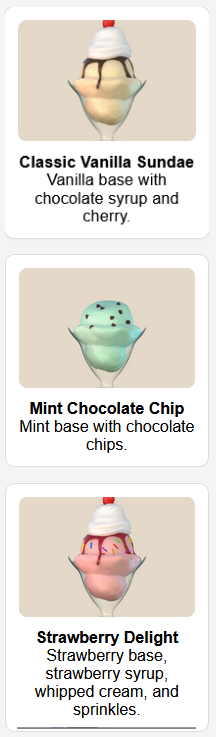 Classic Vanilla Sundae
Vanilla base with
chocolate syrup and
cherry.
Mint Chocolate Chip
Mint base with chocolate
chips.
Strawberry Delight
Strawberry base,
strawberry syrup,
whipped cream, and
sprinkles.